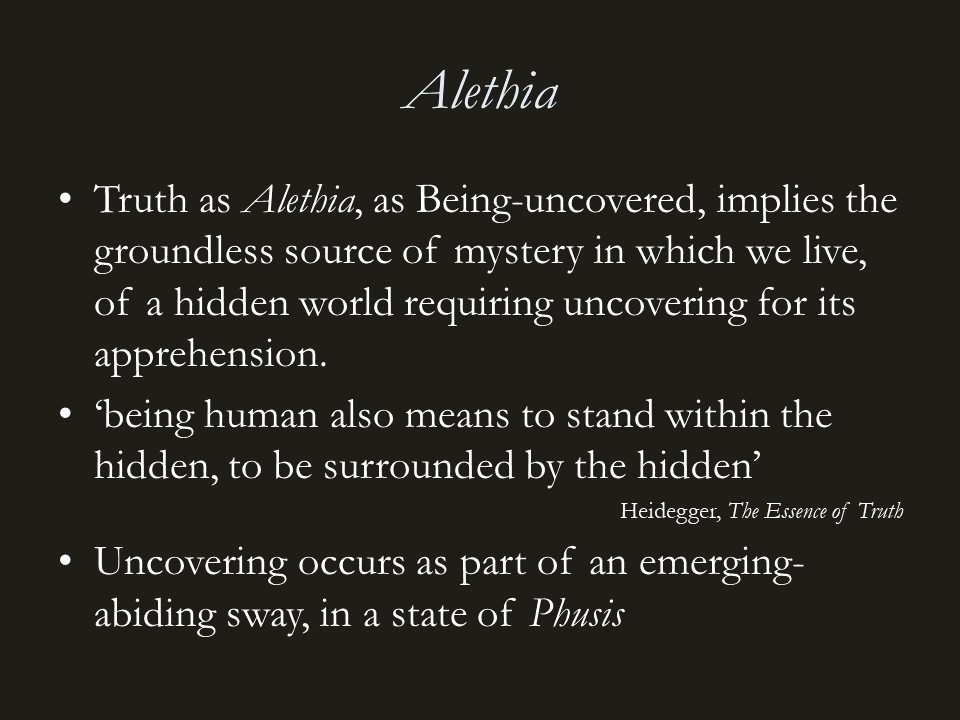 Alethia
• Truth as Alethia, as Being-uncovered, implies the
groundless source of mystery in which we live,
of a hidden world requiring uncovering for its
apprehension.
• ‘being human also means to stand within the
hidden, to be surrounded by the hidden’
Heidegger, The Essence of Truth
• Uncovering occurs as part of an emerging-
abiding sway, in a state of Phusis